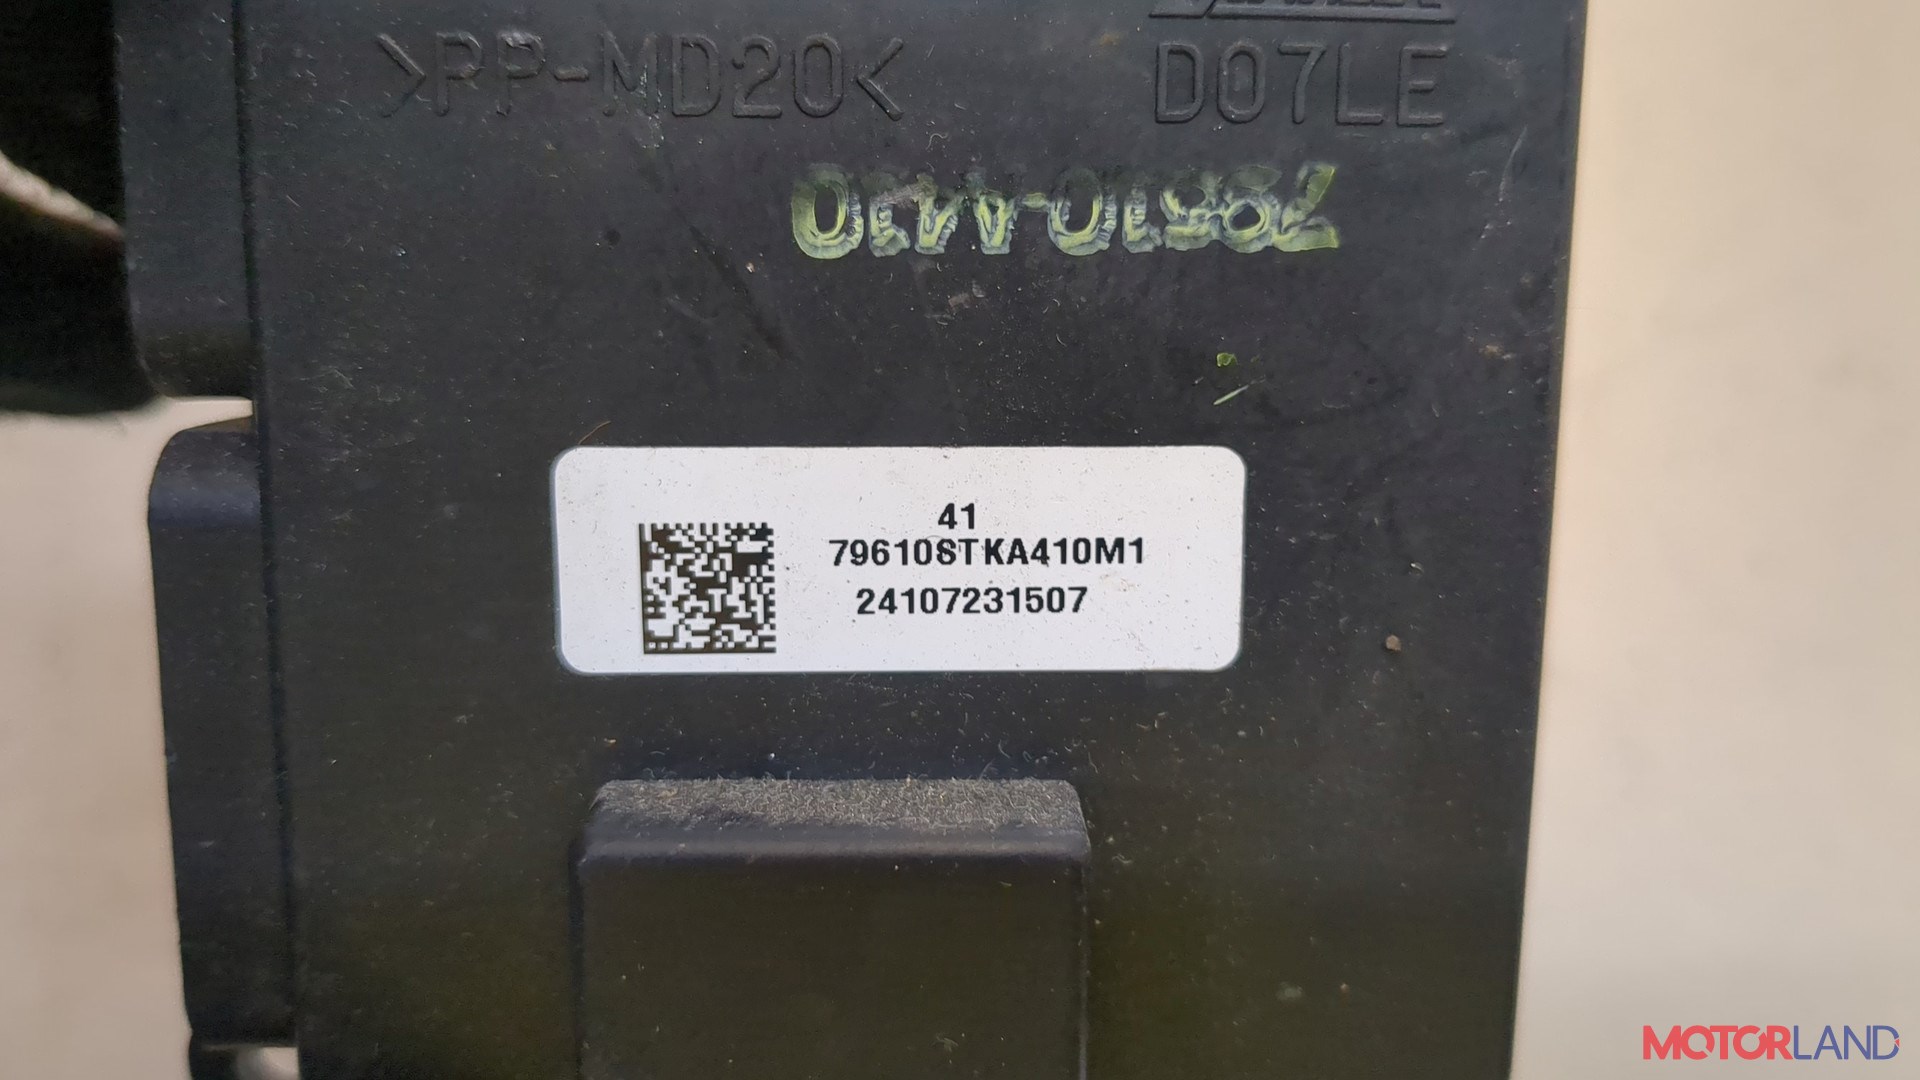 >PP-MD20<
D07LE
41
79610STKA410M1
24107231507
MOTORLAND